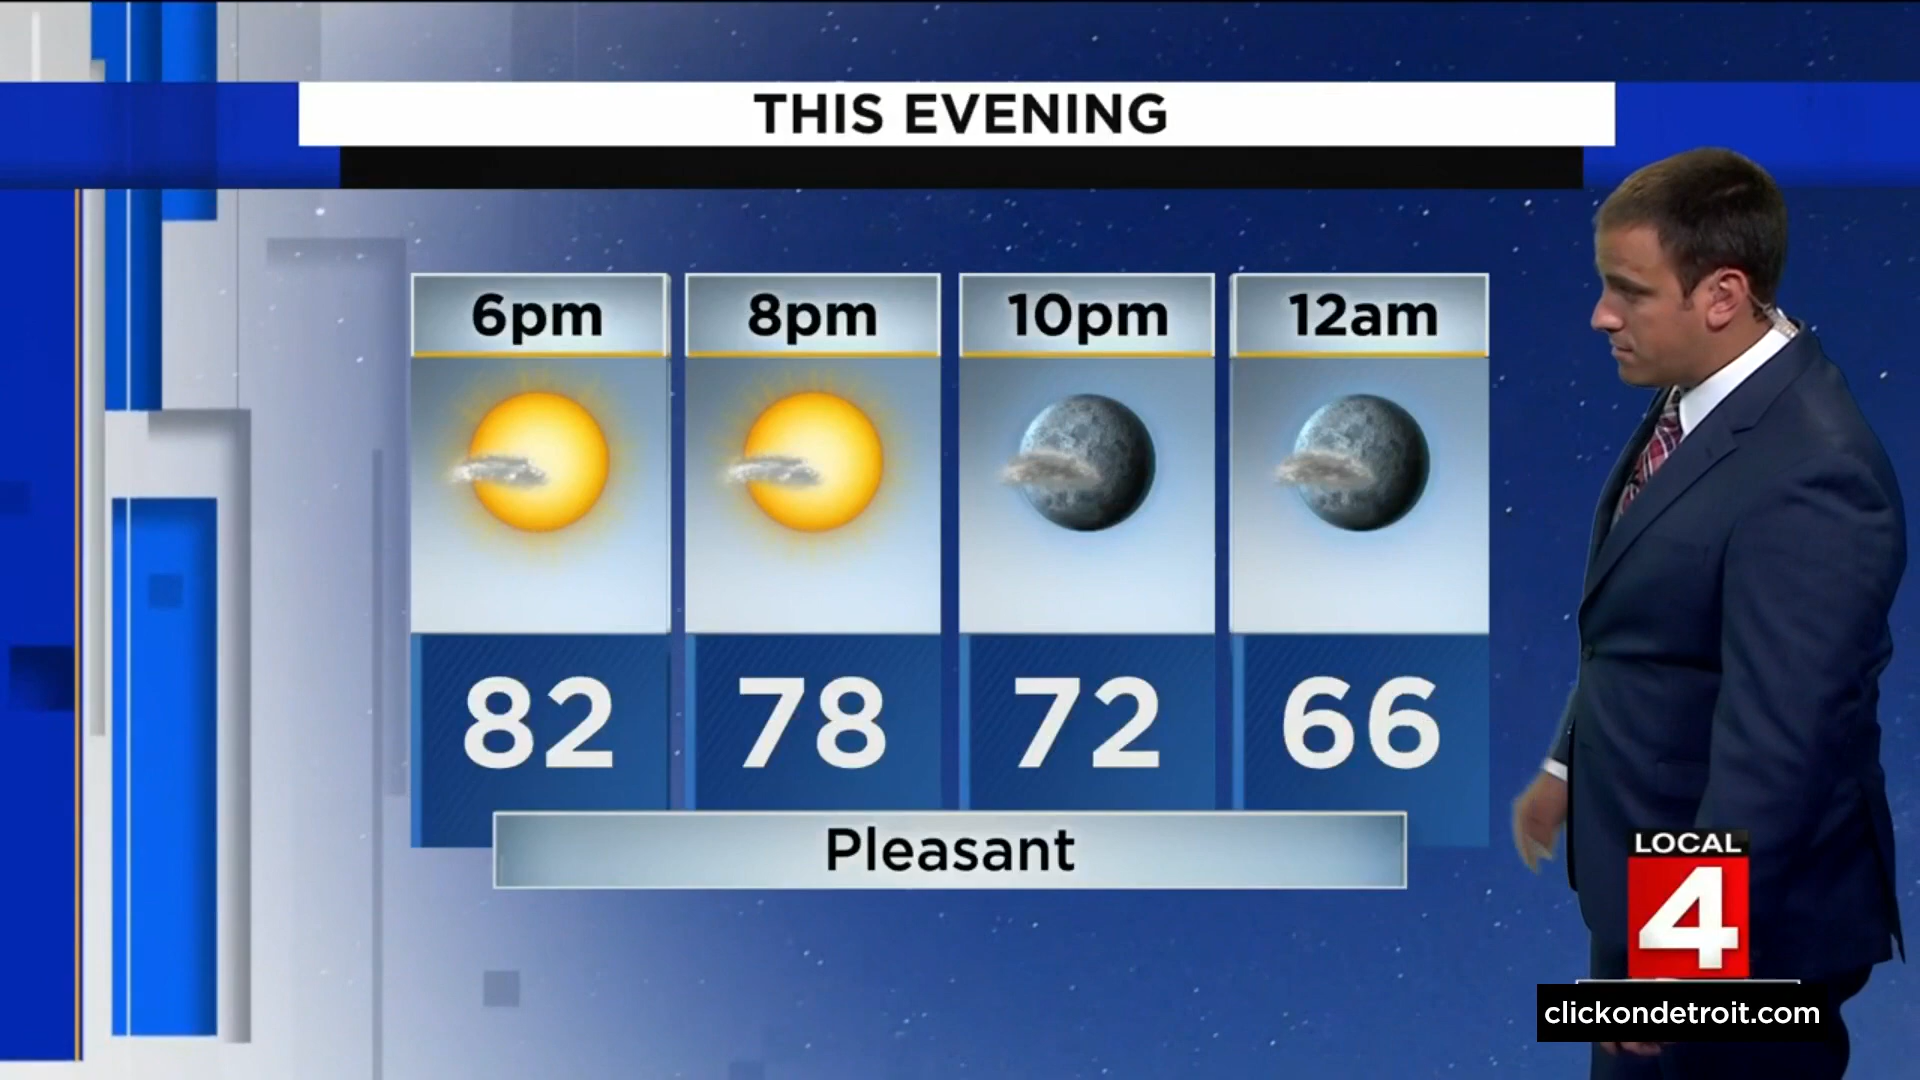 THIS EVENING
6pm 8pm 10pm 12am
82 78 72 66
Pleasant
LOCAL
4
clickondetroit.com